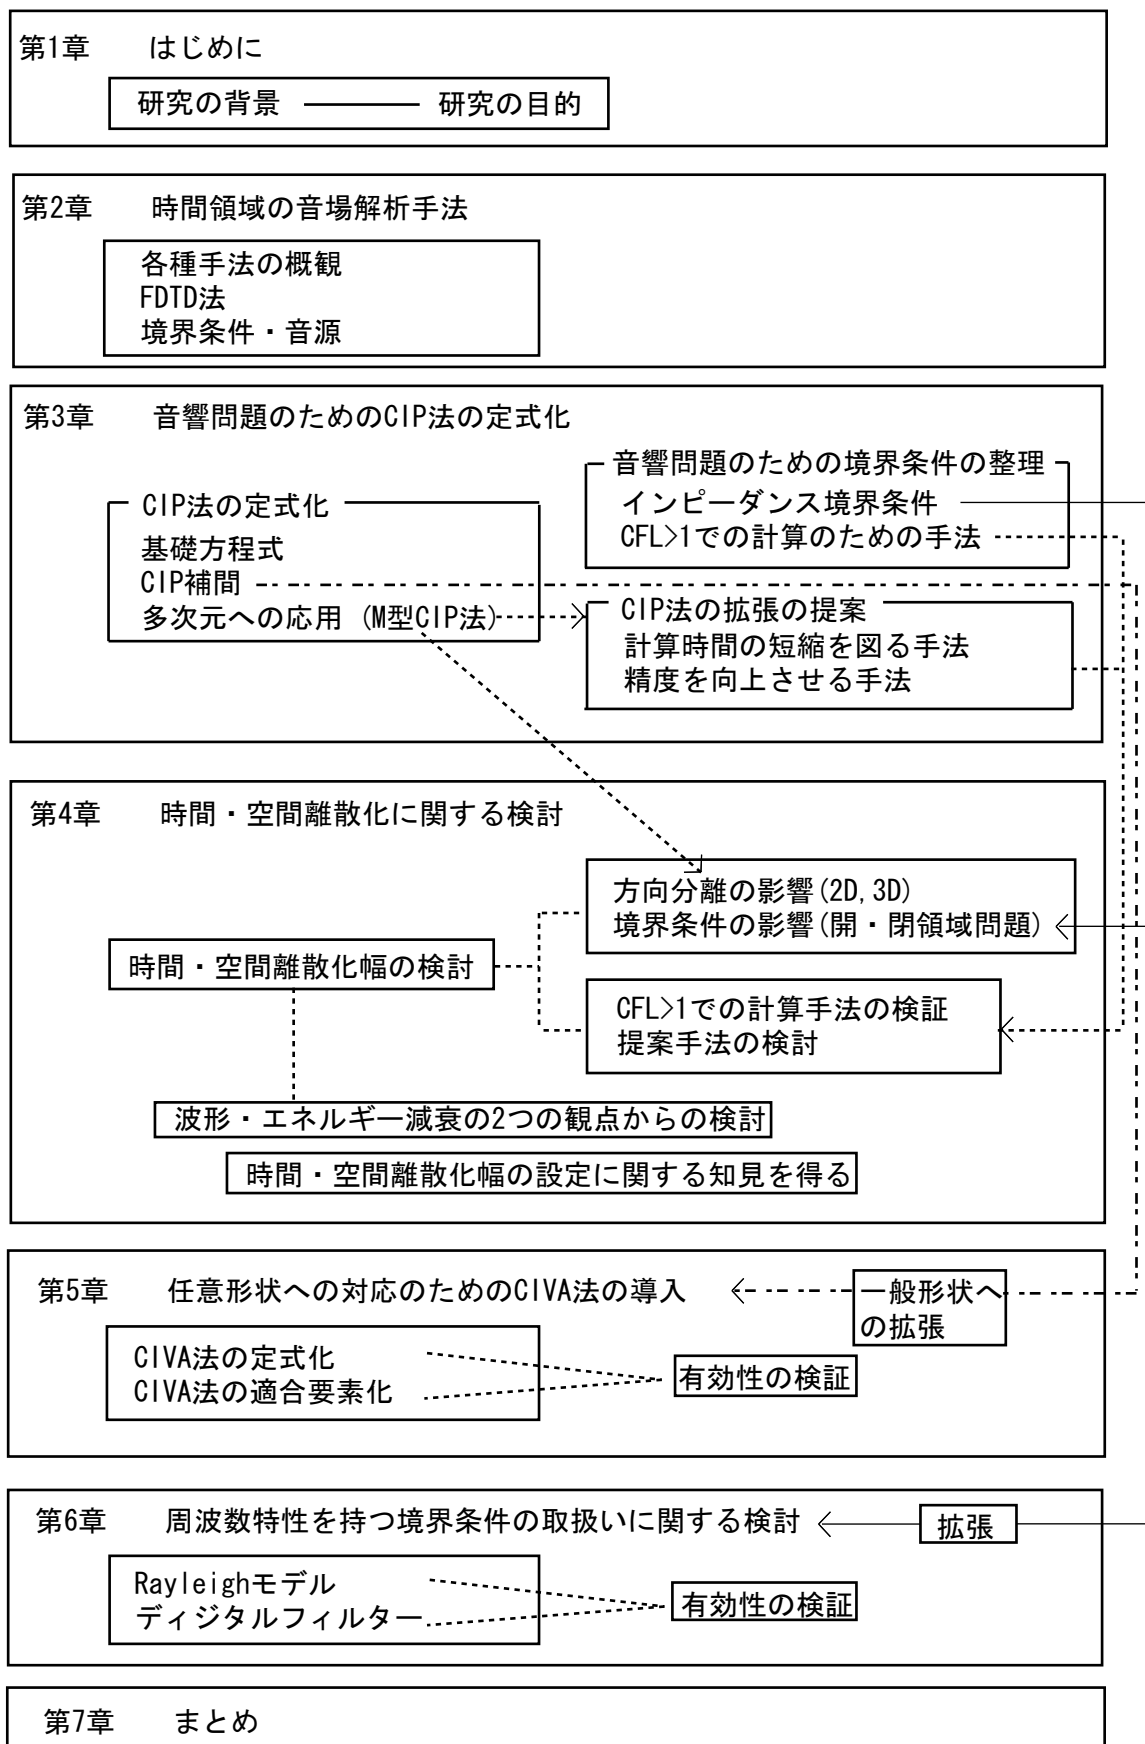 第1章 はじめに
研究の背景 研究の目的
第2章 時間領域の音場解析手法
各種手法の概観
FDTD法
境界条件・音源
第3章 音響問題のためのCIP法の定式化
音響問題のための境界条件の整理
インピーダンス境界条件
CFL>1での計算のための手法
CIP法の定式化
基礎方程式
CIP補間
多次元への応用 (M型CIP法)
CIP法の拡張の提案
計算時間の短縮を図る手法
精度を向上させる手法
第4章 時間・空間離散化に関する検討
方向分離の影響(2D,3D)
境界条件の影響(開・閉領域問題)
時間・空間離散化幅の検討
CFL>1での計算手法の検証
提案手法の検討
波形・エネルギー減衰の2つの観点からの検討
時間・空間離散化幅の設定に関する知見を得る
第5章 任意形状への対応のためのCIVA法の導入
一般形状へ
の拡張
CIVA法の定式化
CIVA法の適合要素化
有効性の検証
第6章 周波数特性を持つ境界条件の取扱いに関する検討
拡張
Rayleighモデル
ディジタルフィルター
有効性の検証
第7章 まとめ